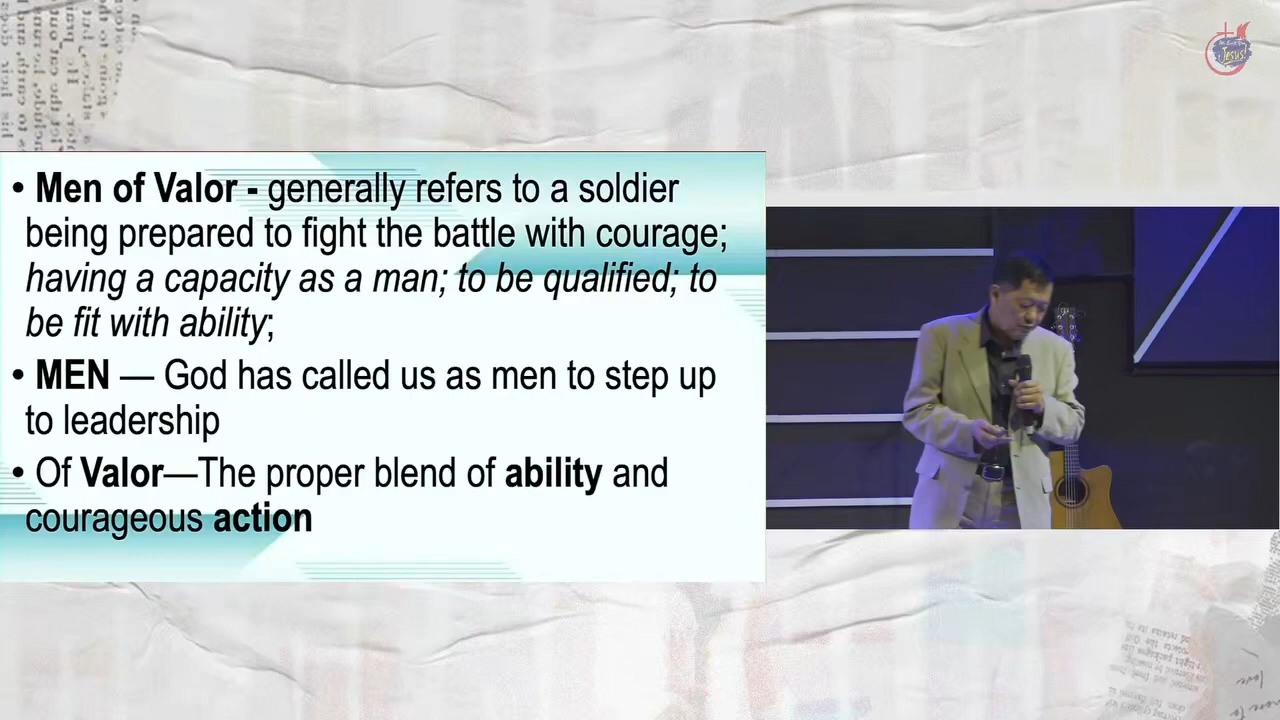 • Men of Valor - generally refers to a soldier
being prepared to fight the battle with courage;
having a capacity as a man; to be qualified; to
be fit with ability;
• MEN — God has called us as men to step up
to leadership
• Of Valor—The proper blend of ability and
courageous action
Jesus!